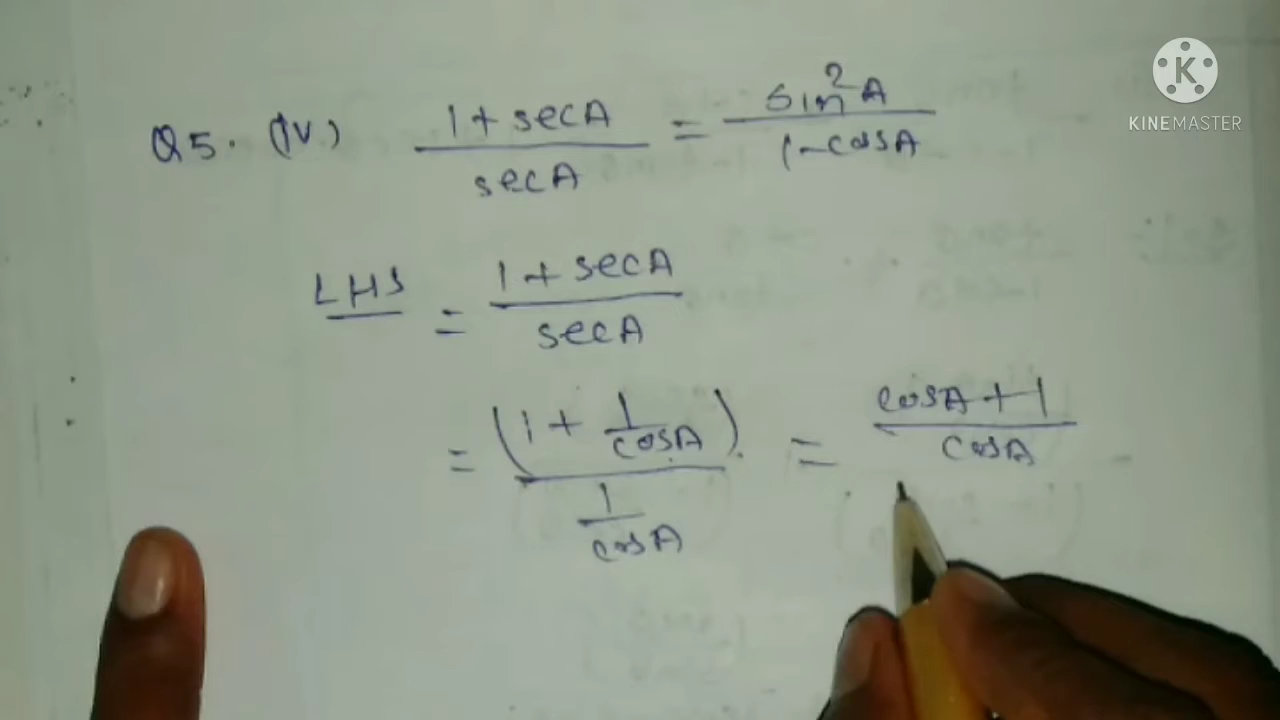 K
KINEMASTER
Q5. (IV.) 1 + secA / secA = sin²A / 1 - cosA
LHS = 1 + secA / secA
= (1 + 1/cosA) / 1/cosA = cosA + 1 / cosA